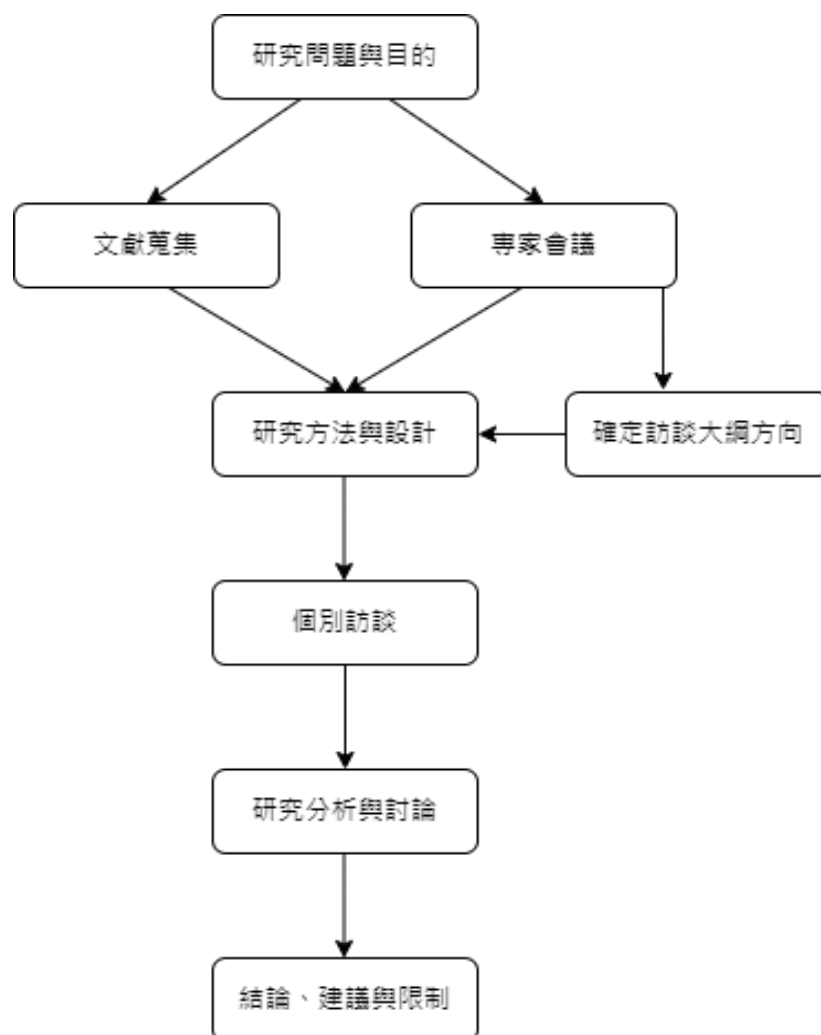 研究問題與目的
文獻蒐集
專家會議
研究方法與設計
確定訪談大綱方向
個別訪談
研究分析與討論
結論、建議與限制